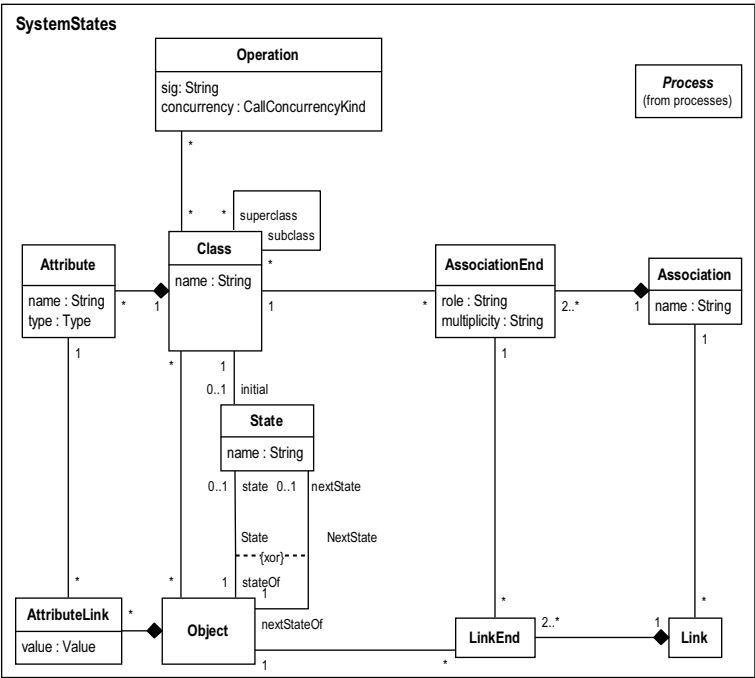 SystemStates
Operation
sig: String
concurrency : CallConcurrencyKind
Process
(from processes)
*
* * superclass
subclass
Class
name : String
*
Attribute
name : String
type : Type
* 1
AssociationEnd
role : String
multiplicity : String
1 *
Association
name : String
2..* 1
1
*
1
0..1 initial
1
1
State
name : String
0..1 state 0..1 nextState
State NextState
{xor}
* * 1 stateOf
1
nextStateOf
* *
AttributeLink
value : Value
*
Object
1 *
LinkEnd
2..* 1
Link